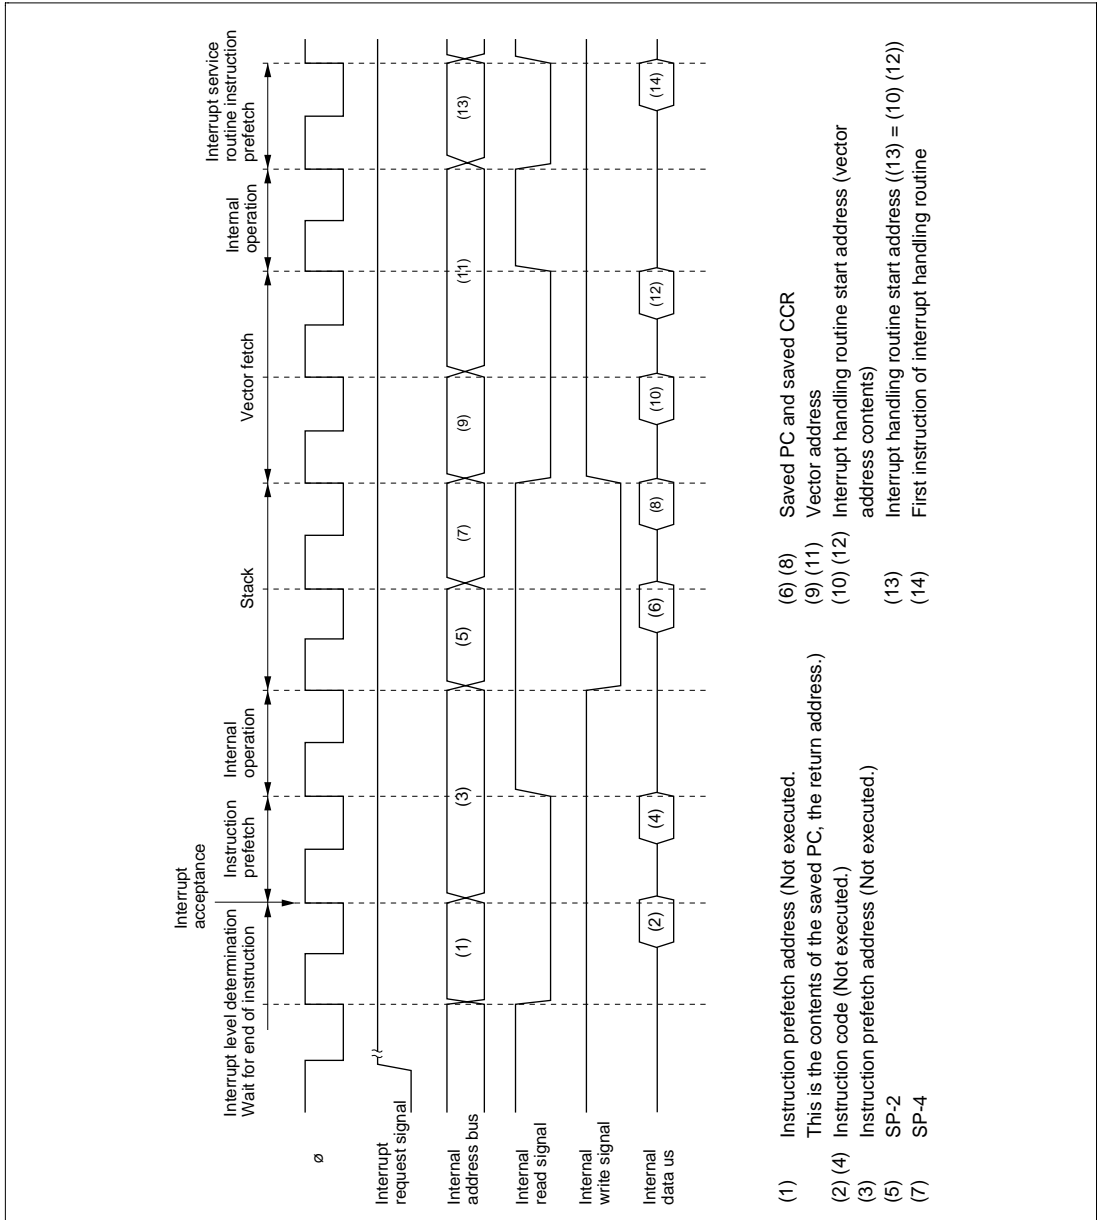 Interrupt
acceptance
Interrupt level determination
Wait for end of instruction
Instruction
prefetch
Internal
operation
Stack
Vector fetch
Internal
operation
Interrupt service
routine instruction
prefetch
ø
Interrupt
request signal
Internal
address bus
(1)
(3)
(5)
(7)
(9)
(11)
(13)
Internal
read signal
Internal
write signal
Internal
data us
(2)
(4)
(6)
(8)
(10)
(12)
(14)
(1) Instruction prefetch address (Not executed.
This is the contents of the saved PC, the return address.)
(2) (4) Instruction code (Not executed.)
(3) Instruction prefetch address (Not executed.)
(5) SP-2
(7) SP-4
(6) (8) Saved PC and saved CCR
(9) (11) Vector address
(10) (12) Interrupt handling routine start address (vector
address contents)
(13) Interrupt handling routine start address ((13) = (10) (12))
(14) First instruction of interrupt handling routine